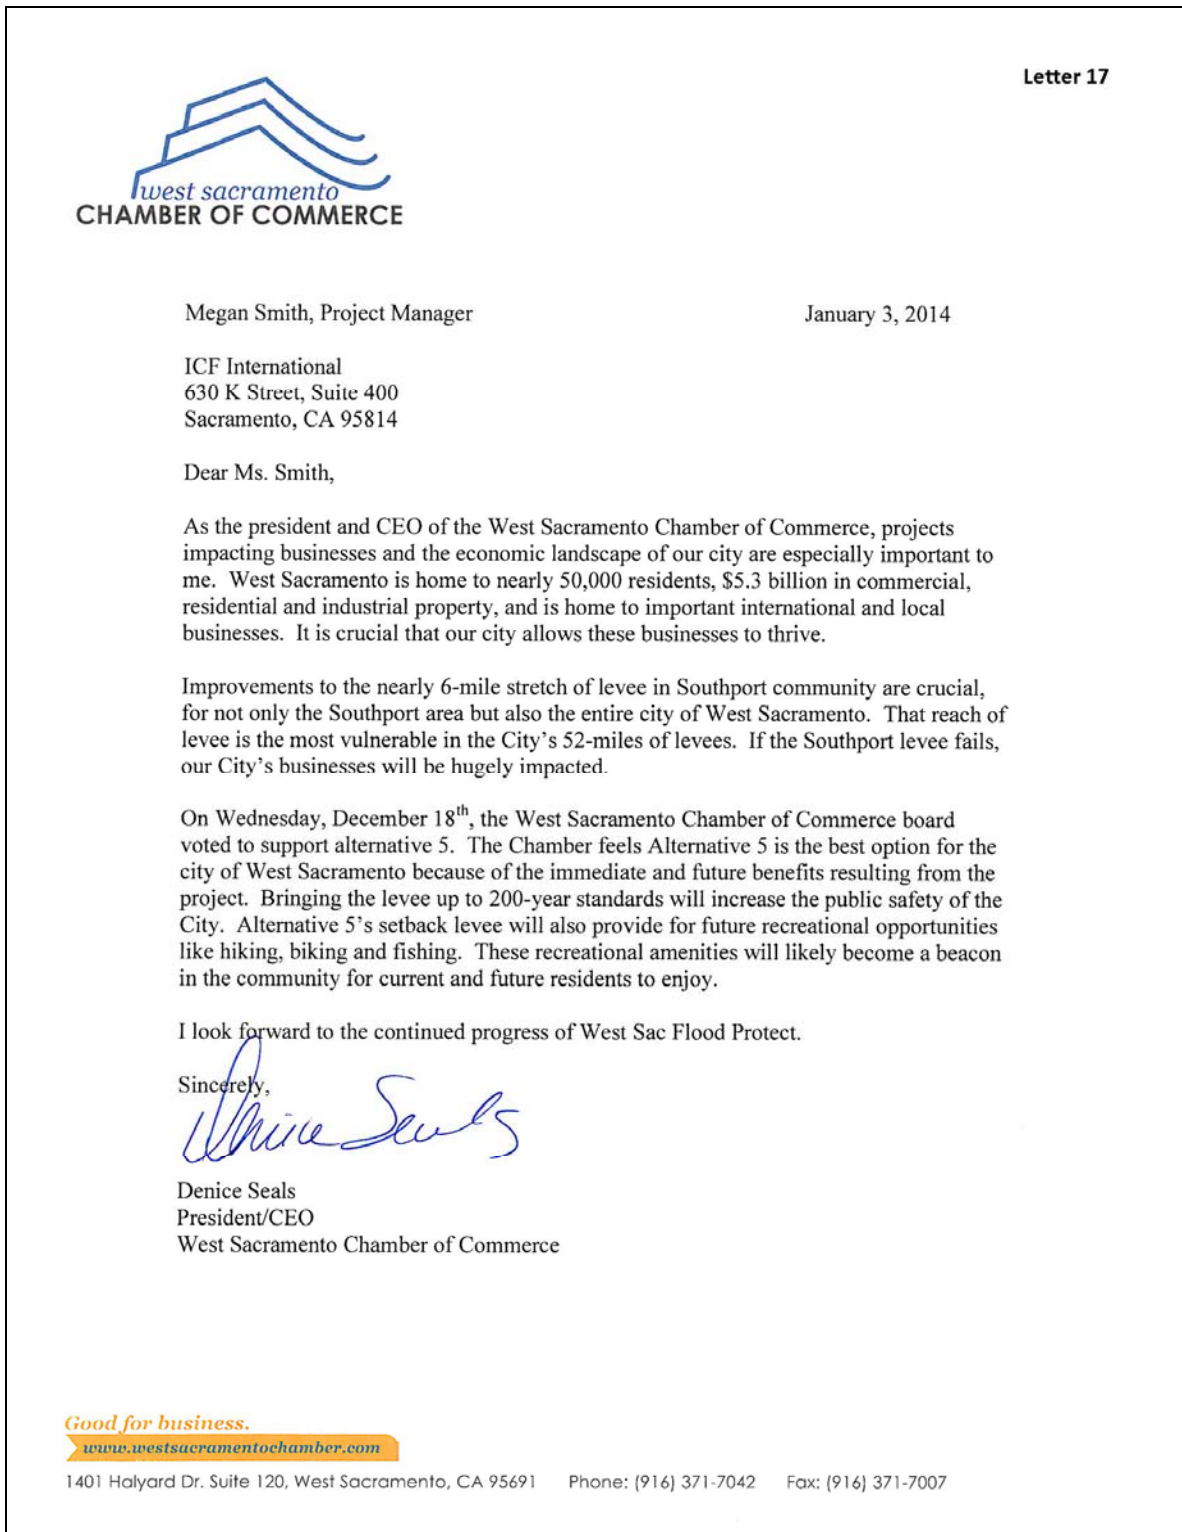 Letter 17
west sacramento
CHAMBER OF COMMERCE
Megan Smith, Project Manager January 3, 2014
ICF International
630 K Street, Suite 400
Sacramento, CA 95814
Dear Ms. Smith,
As the president and CEO of the West Sacramento Chamber of Commerce, projects
impacting businesses and the economic landscape of our city are especially important to
me. West Sacramento is home to nearly 50,000 residents, $5.3 billion in commercial,
residential and industrial property, and is home to important international and local
businesses. It is crucial that our city allows these businesses to thrive.
Improvements to the nearly 6-mile stretch of levee in Southport community are crucial,
for not only the Southport area but also the entire city of West Sacramento. That reach of
levee is the most vulnerable in the City's 52-miles of levees. If the Southport levee fails,
our City's businesses will be hugely impacted.
On Wednesday, December 18th, the West Sacramento Chamber of Commerce board
voted to support alternative 5. The Chamber feels Alternative 5 is the best option for the
city of West Sacramento because of the immediate and future benefits resulting from the
project. Bringing the levee up to 200-year standards will increase the public safety of the
City. Alternative 5's setback levee will also provide for future recreational opportunities
like hiking, biking and fishing. These recreational amenities will likely become a beacon
in the community for current and future residents to enjoy.
I look forward to the continued progress of West Sac Flood Protect.
Sincerely,
Denice Seals
Denice Seals
President/CEO
West Sacramento Chamber of Commerce
Good for business.
www.westsacramentochamber.com
1401 Halyard Dr. Suite 120, West Sacramento, CA 95691 Phone: (916) 371-7042 Fax: (916) 371-7007